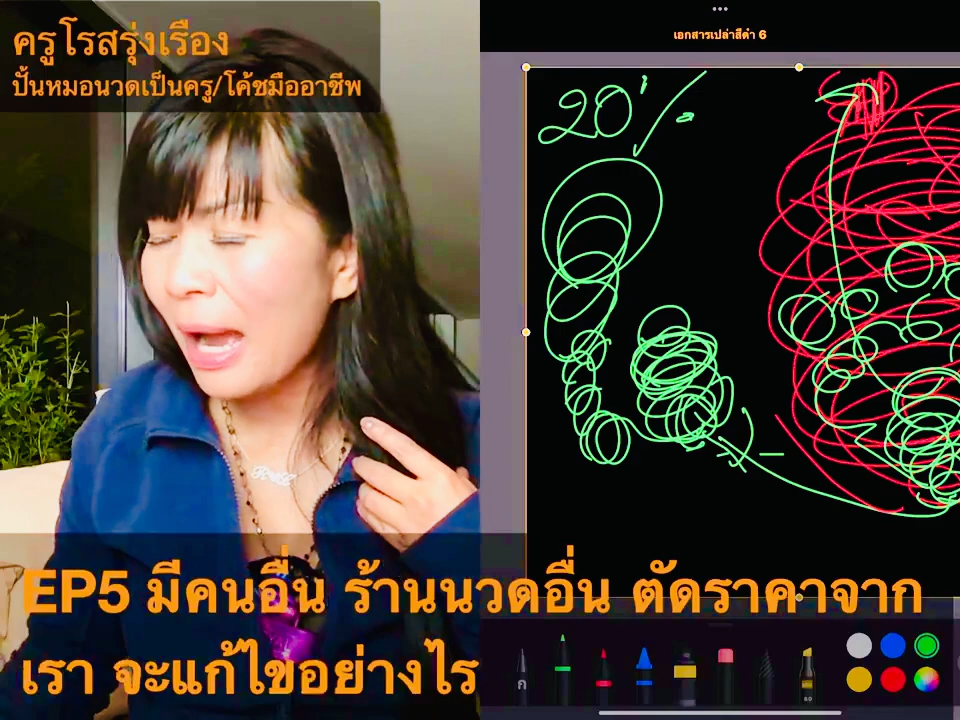 ครูโรสรุ่งเรือง
ปั้นหมอนวดเป็นครู/โค้ชมืออาชีพ
เอกสารเปล่าสีดำ 6
20%
EP5 มีคนอื่น ร้านนวดอื่น ตัดราคาจาก
เรา จะแก้ไขอย่างไร
ก